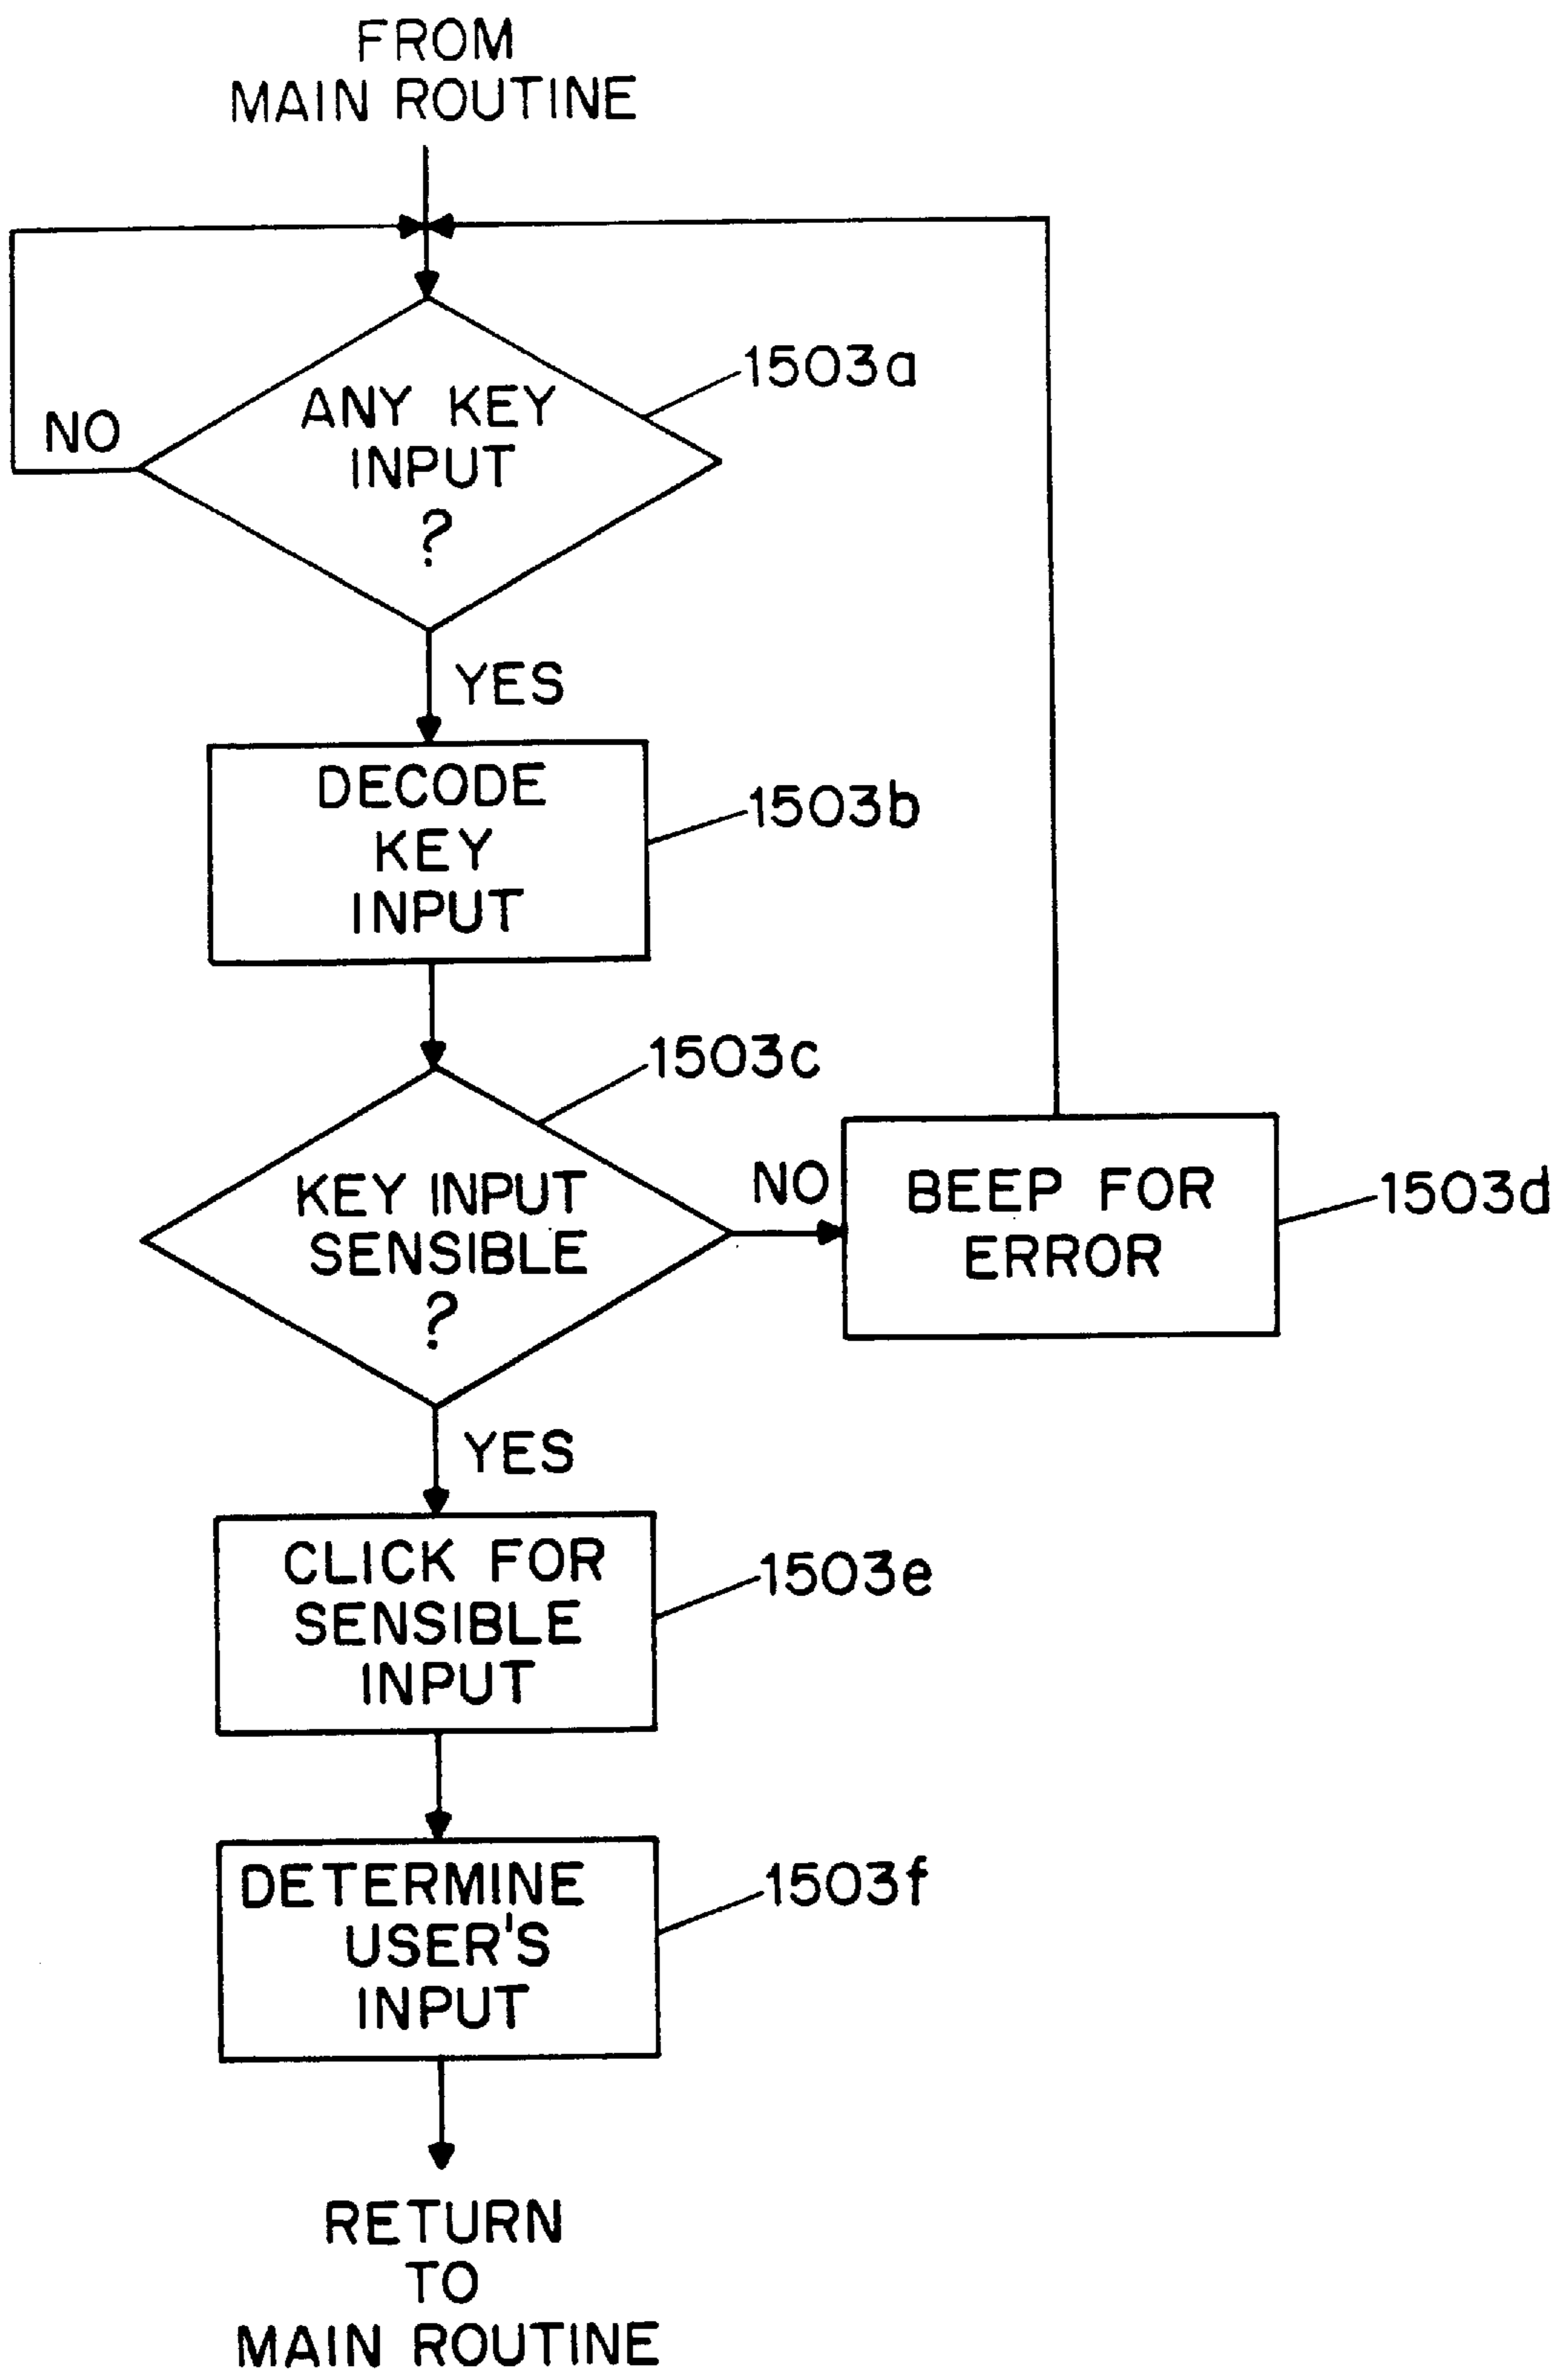 FROM
MAIN ROUTINE
1503a
ANY KEY
INPUT
?
NO
YES
DECODE
KEY
INPUT
1503b
1503c
KEY INPUT
SENSIBLE
?
NO
BEEP FOR
ERROR
1503d
YES
CLICK FOR
SENSIBLE
INPUT
1503e
DETERMINE
USER'S
INPUT
1503f
RETURN
TO
MAIN ROUTINE